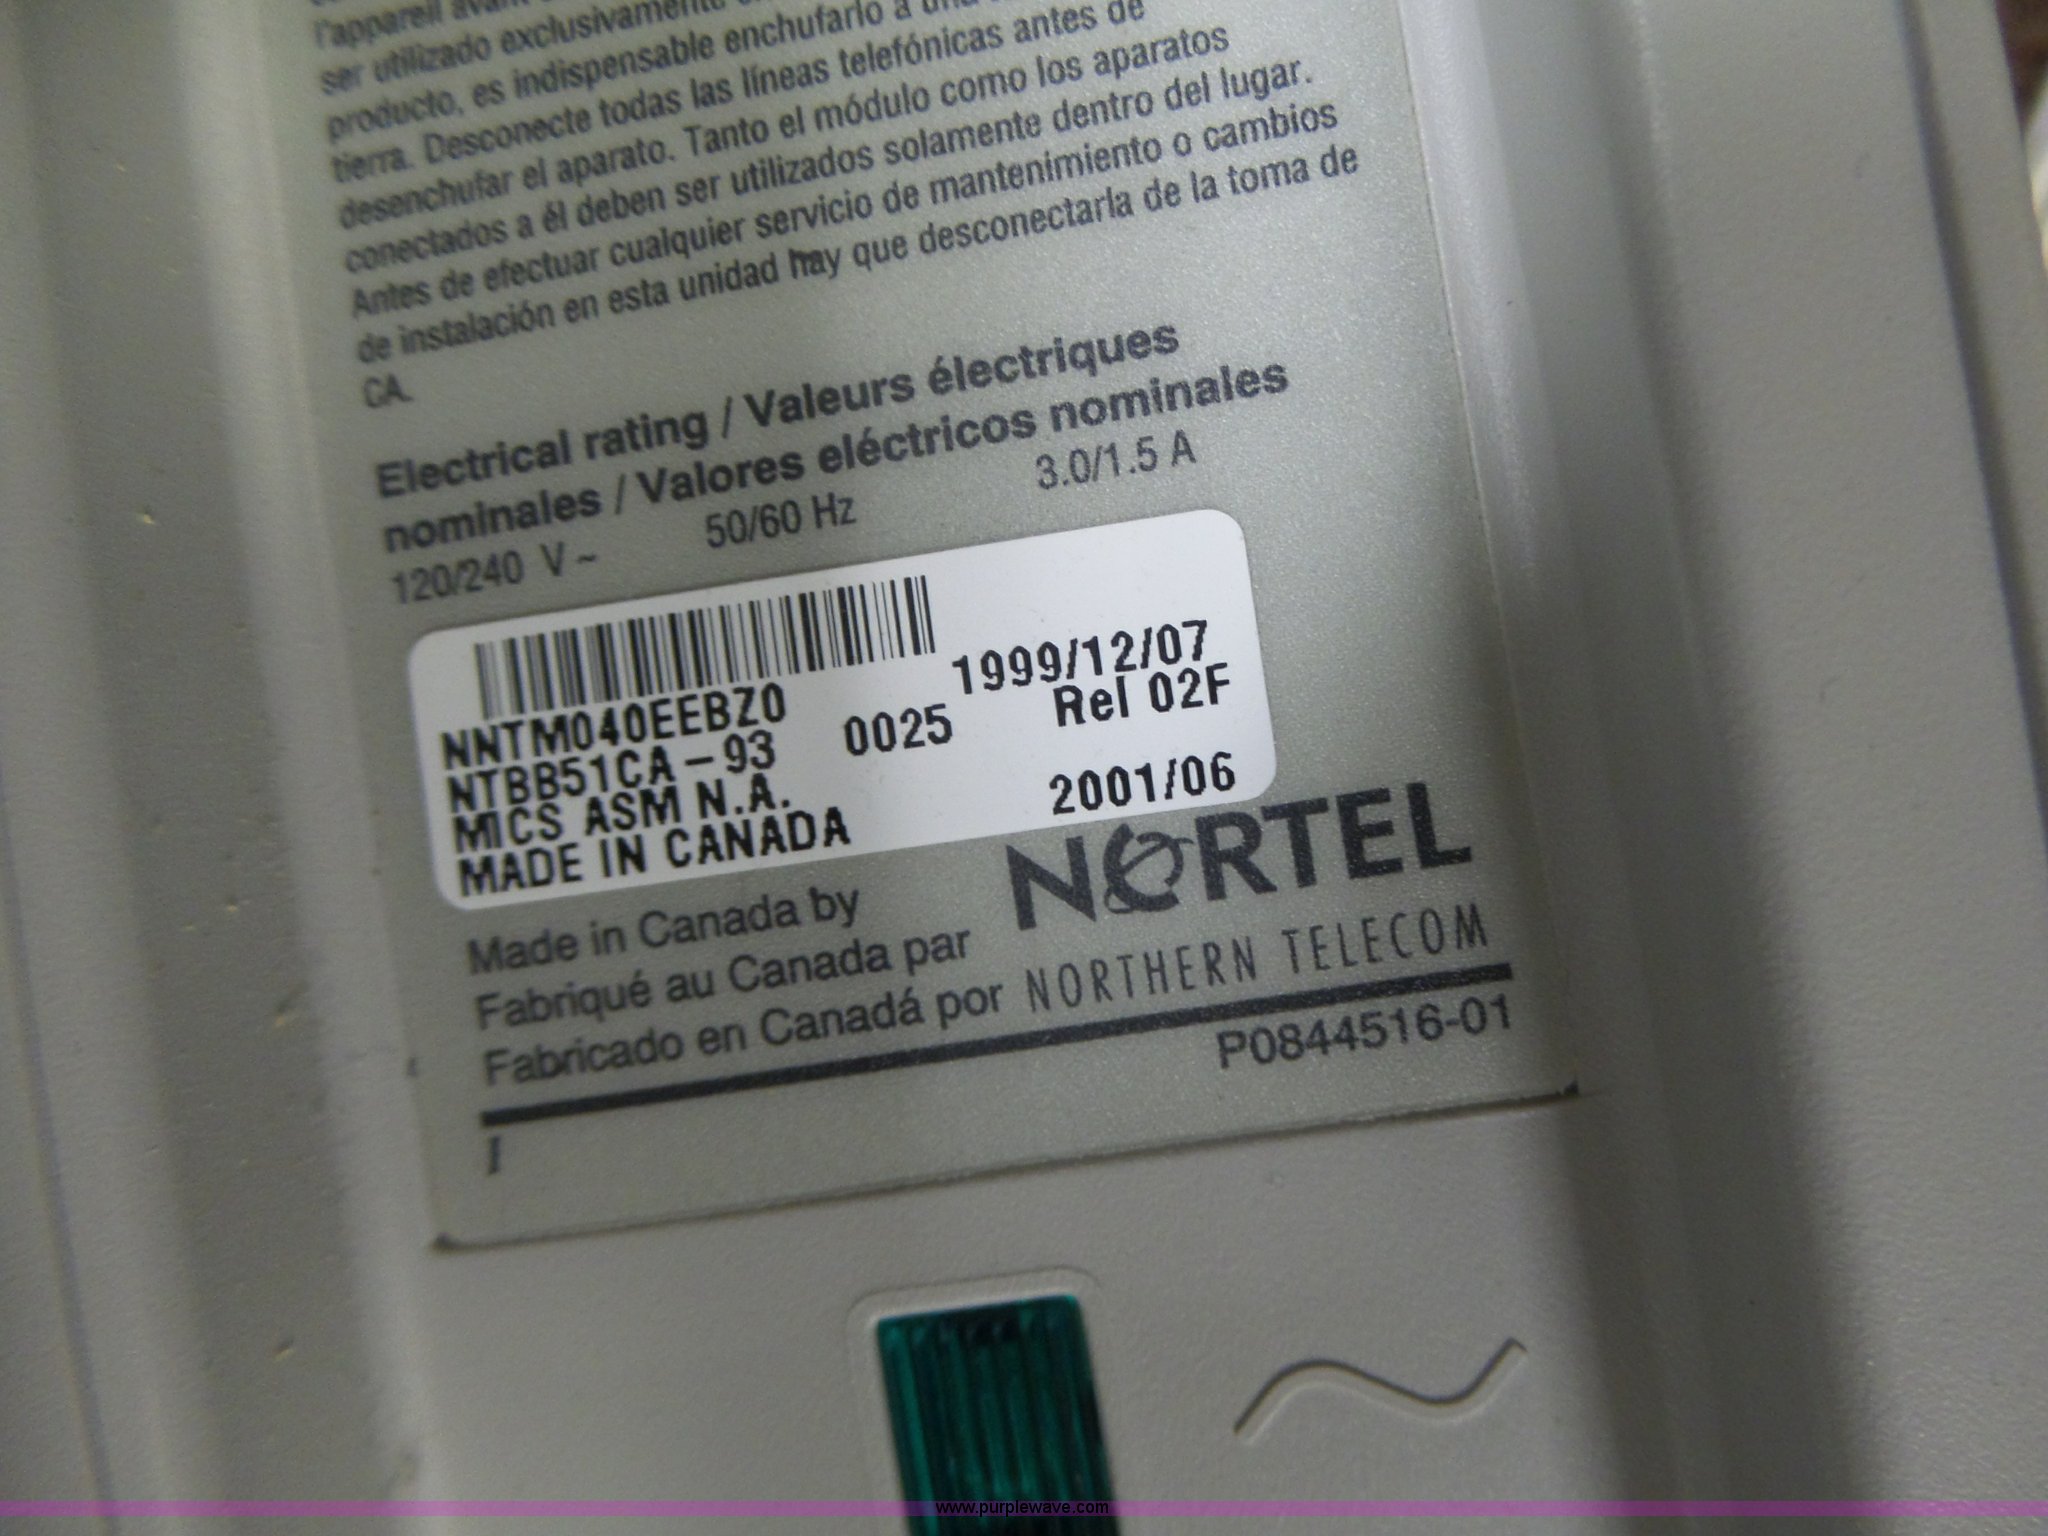 l'appareil avant
ser utilizado exclusivamente
producto, es indispensable enchufarlo a una
tierra. Desconecte todas las líneas telefónicas antes de
desenchufar el aparato. Tanto el módulo como los aparatos
conectados a él deben ser utilizados solamente dentro del lugar.
Antes de efectuar cualquier servicio de mantenimiento o cambios
de instalación en esta unidad hay que desconectarla de la toma de
CA.
Electrical rating / Valeurs électriques
nominales / Valores eléctricos nominales
120/240 V ~ 50/60 Hz 3.0/1.5 A
NNTM040EEBZ0 1999/12/07
NTBB51CA-93 0025 Rel 02F
MICS ASM N.A.
MADE IN CANADA 2001/06
Made in Canada by NORTEL
Fabriqué au Canada par
Fabricado en Canadá por NORTHERN TELECOM
P0844516-01
I
www.purplewave.com